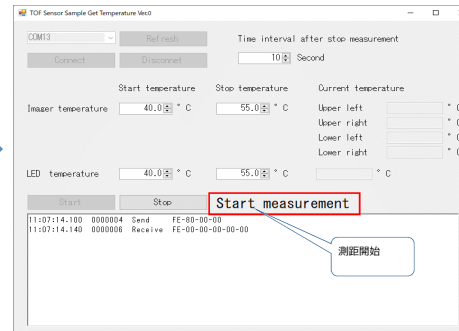 TOF Sensor Sample Get Temperature Ver.0
COM13 Refresh Time interval after stop measurement
Connect Disconnet 10 Second
Start temperature Stop temperature Current temperature
Imager temperature 40.0 ° C 55.0 ° C Upper left °
Upper right °
Lower left °
Lower right °
LED temperature 40.0 ° C 55.0 ° C ° C
Start Stop Start measurement
11:07:14.100 0000004 Send FE-80-00-00
11:07:14.140 0000006 Receive FE-00-00-00-00-00
測距開始